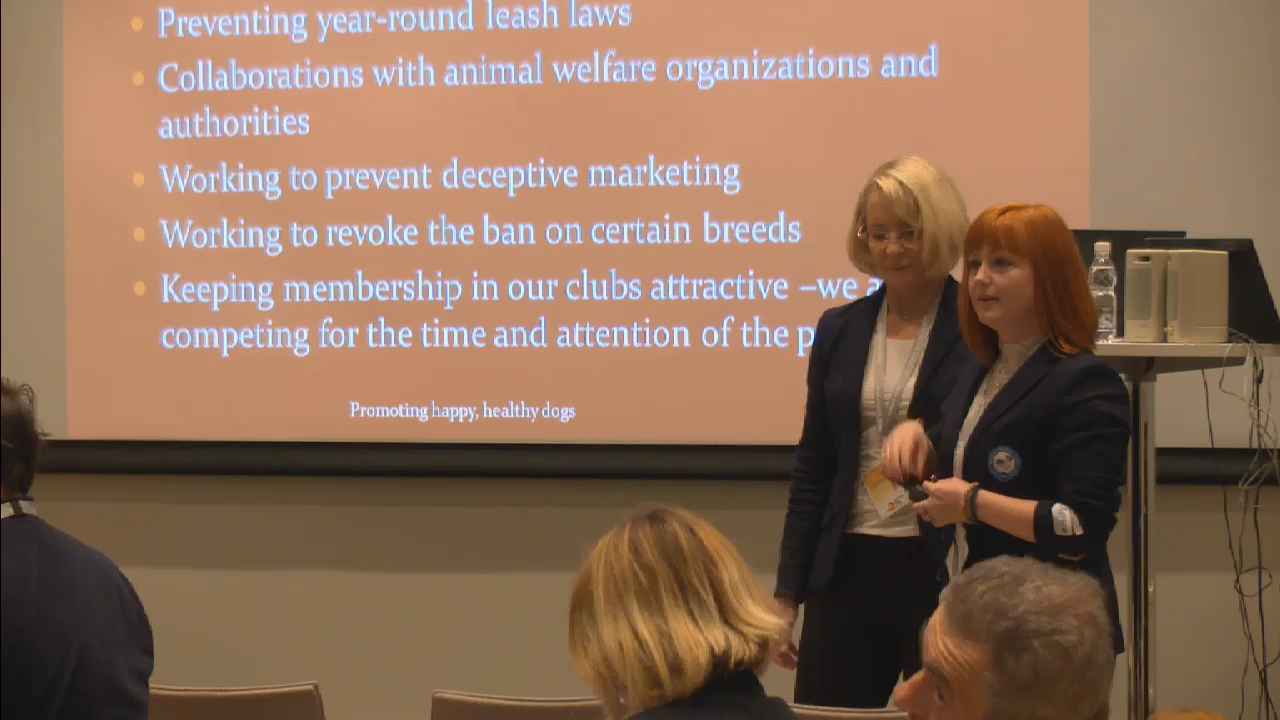 Preventing year-round leash laws
Collaborations with animal welfare organizations and
authorities
Working to prevent deceptive marketing
Working to revoke the ban on certain breeds
Keeping membership in our clubs attractive –we
competing for the time and attention of the
Promoting happy, healthy dogs